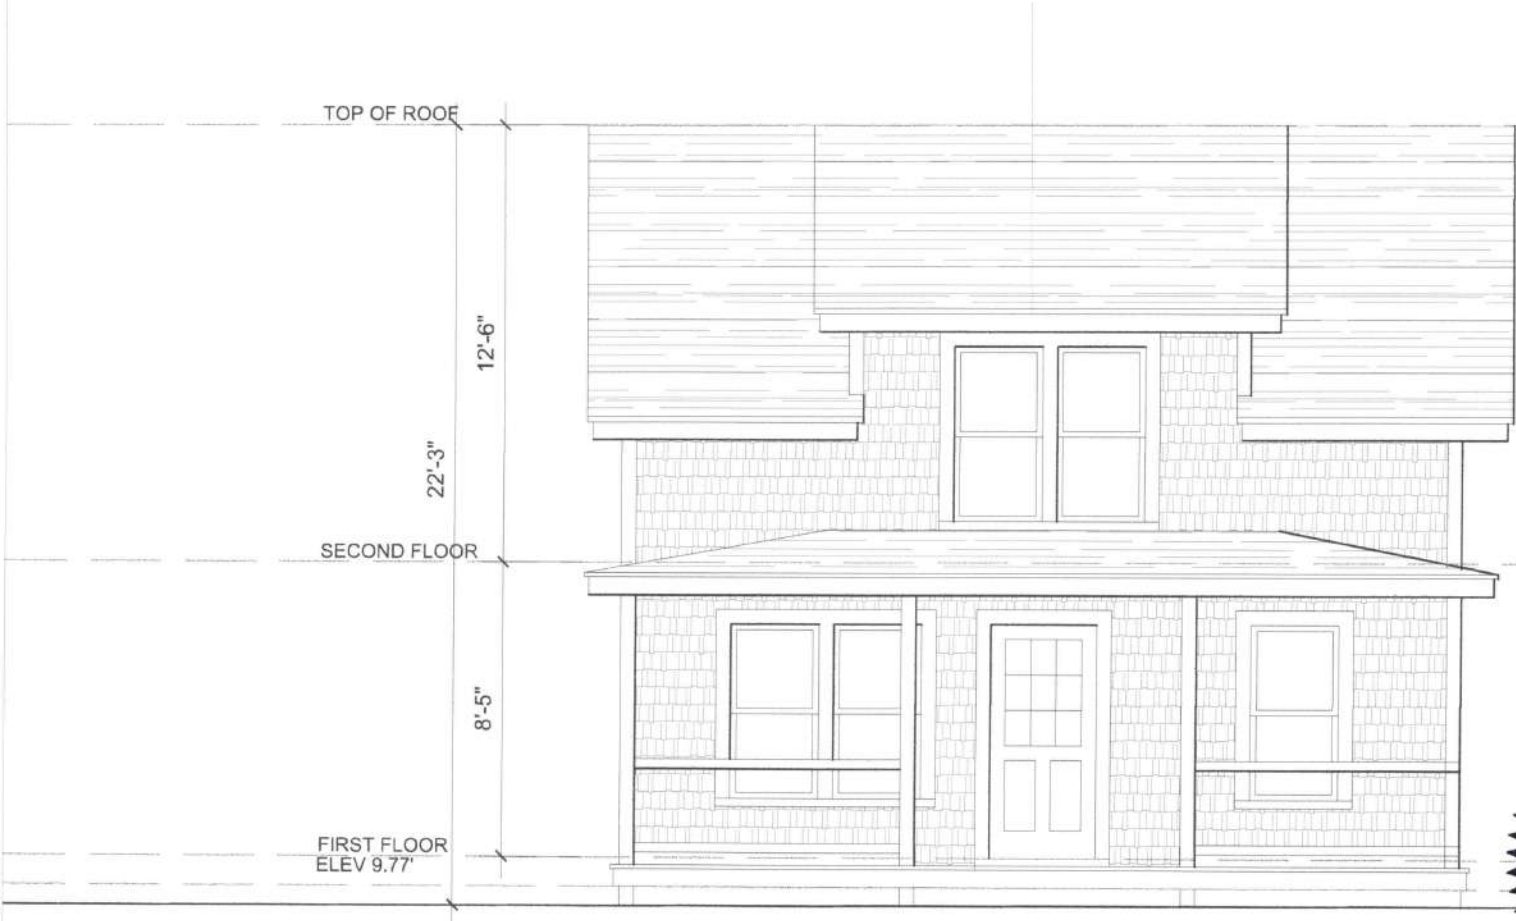 TOP OF ROOF
12'-6"
22'-3"
SECOND FLOOR
8'-5"
FIRST FLOOR
ELEV 9.77'